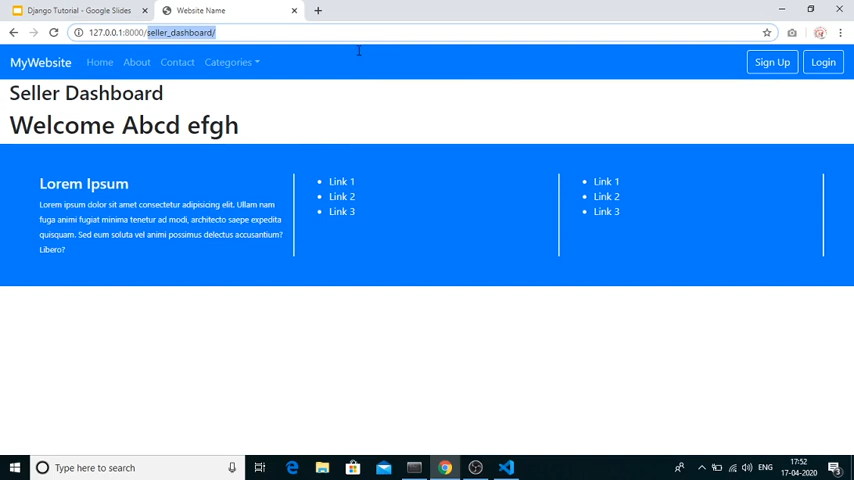 Django Tutorial - Google Slides
Website Name
127.0.0.1:8000/seller_dashboard/
MyWebsite
Home
About
Contact
Categories
Sign Up
Login
Seller Dashboard
Welcome Abcd efgh
Lorem Ipsum
Lorem ipsum dolor sit amet consectetur adipisicing elit. Ullam nam
fuga animi fugiat minima tenetur ad modi, architecto saepe expedita
quisquam. Sed eum soluta vel animi possimus delectus accusantium?
Libero?
Link 1
Link 2
Link 3
Link 1
Link 2
Link 3
Type here to search
ENG
17:52
17-04-2020
3